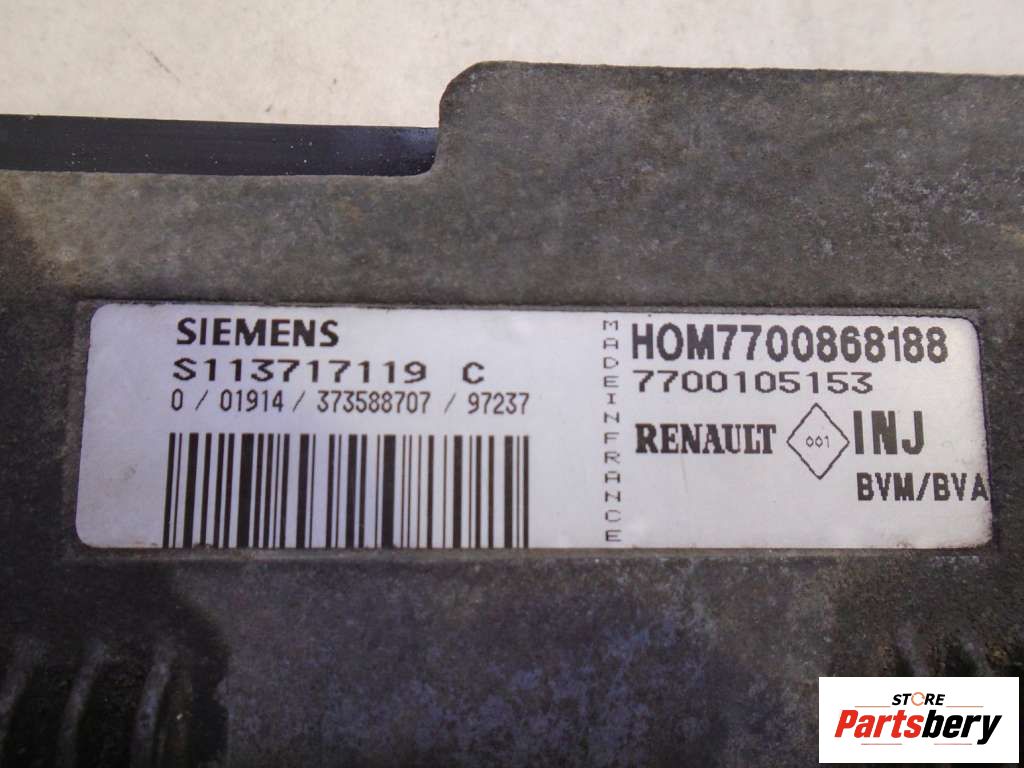 SIEMENS
S113717119 C
0 / 01914 / 373588707 / 97237
MADE IN FRANCE
HOM7700868188
7700105153
RENAULT 001 INJ
BVM/BVA
STORE
Partsbery